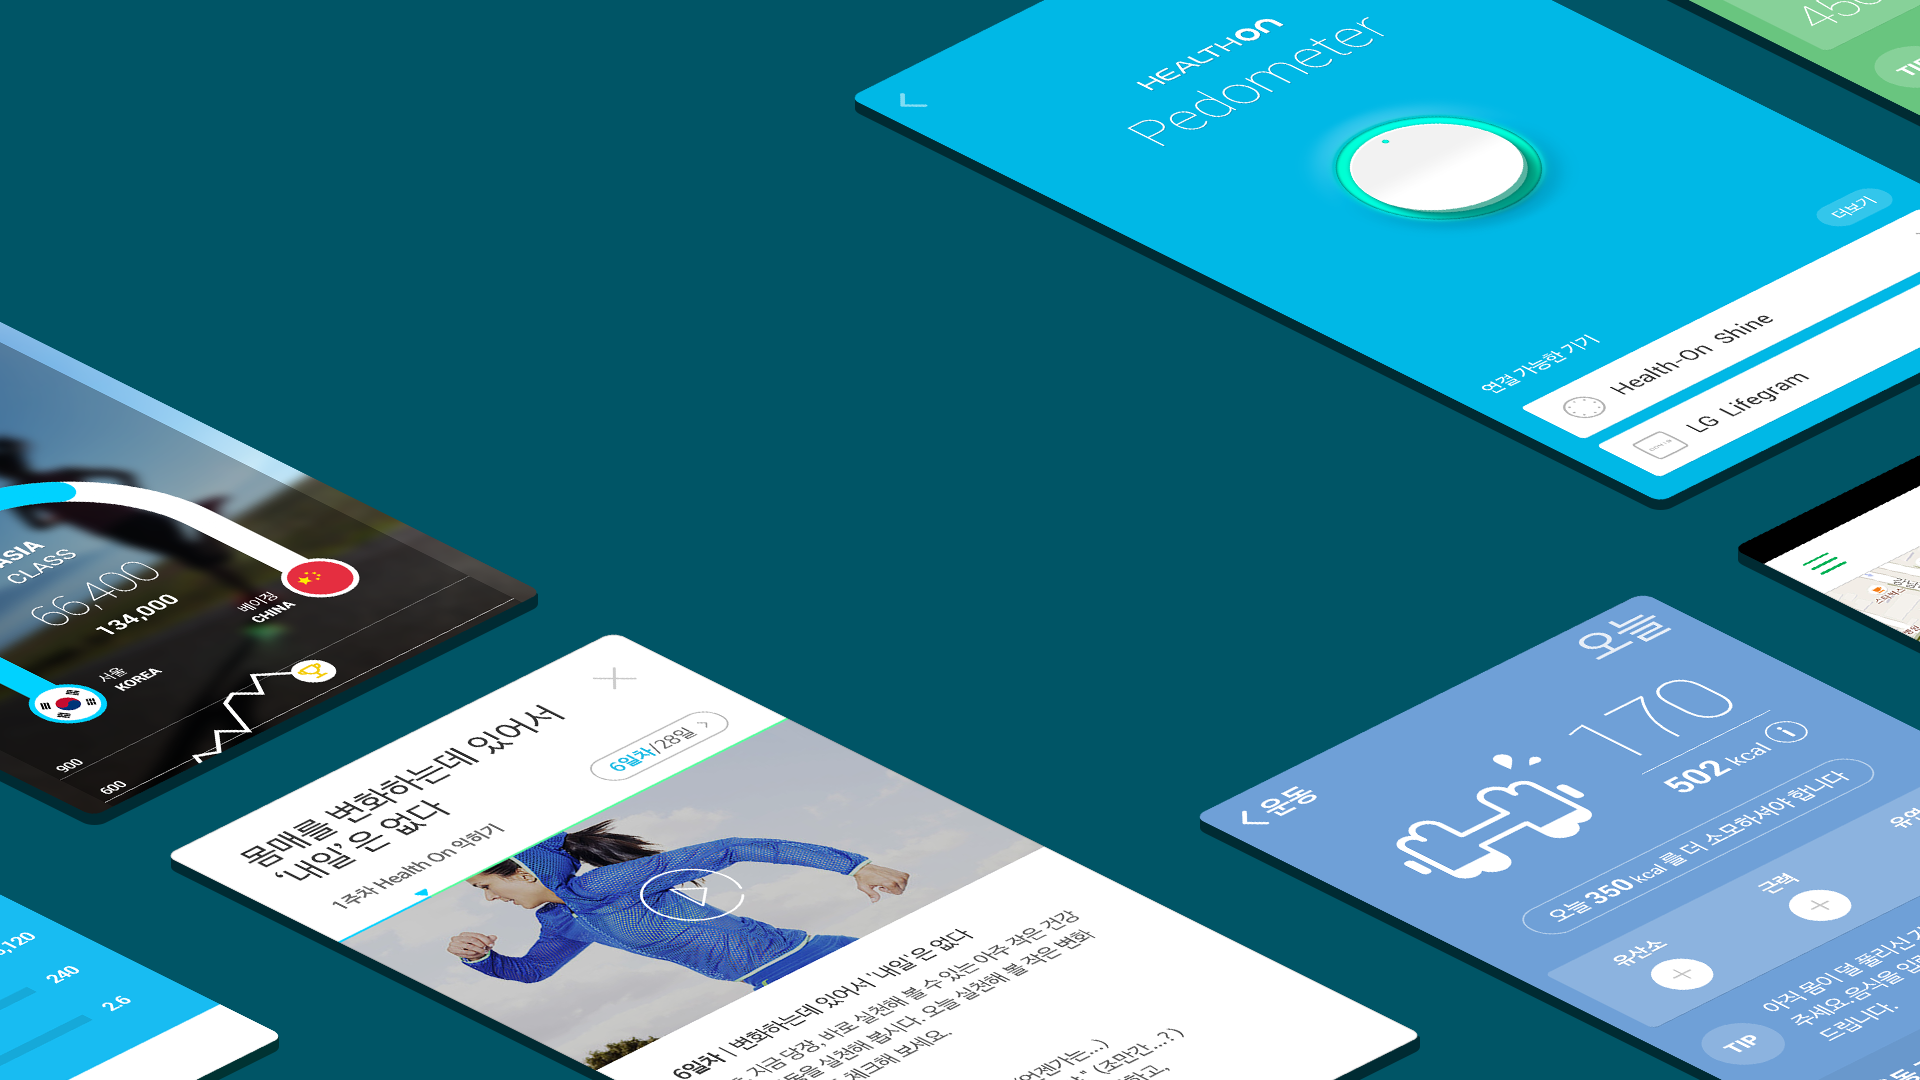 HEALTHON
Pedometer
더보기
연결 가능한 기기
Health-On Shine
LG Lifegram
TIP
ASIA
CLASS
66,400
134,000
베이징
CHINA
서울
KOREA
900
600
240
2.6
몸매를 변화하는데 있어서
‘내일’은 없다
1주차 Health On 익히기
6일차/28일
6일차 | 변화하는데 있어서 '내일'은 없다
지금 당장, 바로 실천해 볼 수 있는 아주 작은 건강
실천해 봅시다. 오늘 실천해 볼 작은 변화
체크해 보세요.
(언젠가는...)
(조만간...?)
오늘
운동
170
502 kcal
오늘 350 kcal 를 더 소모하셔야 합니다
유산소
근력
TIP
아직 몸이 덜 풀리신
주세요. 음식을
드립니다.